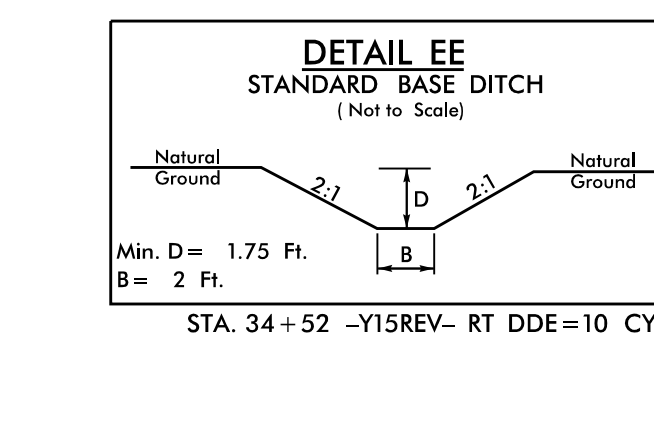 DETAIL EE
STANDARD BASE DITCH
( Not to Scale)
Natural
Ground
2:1
D
2:1
Natural
Ground
B
Min. D = 1.75 Ft.
B = 2 Ft.
STA. 34+52 –Y15REV– RT DDE=10 CY